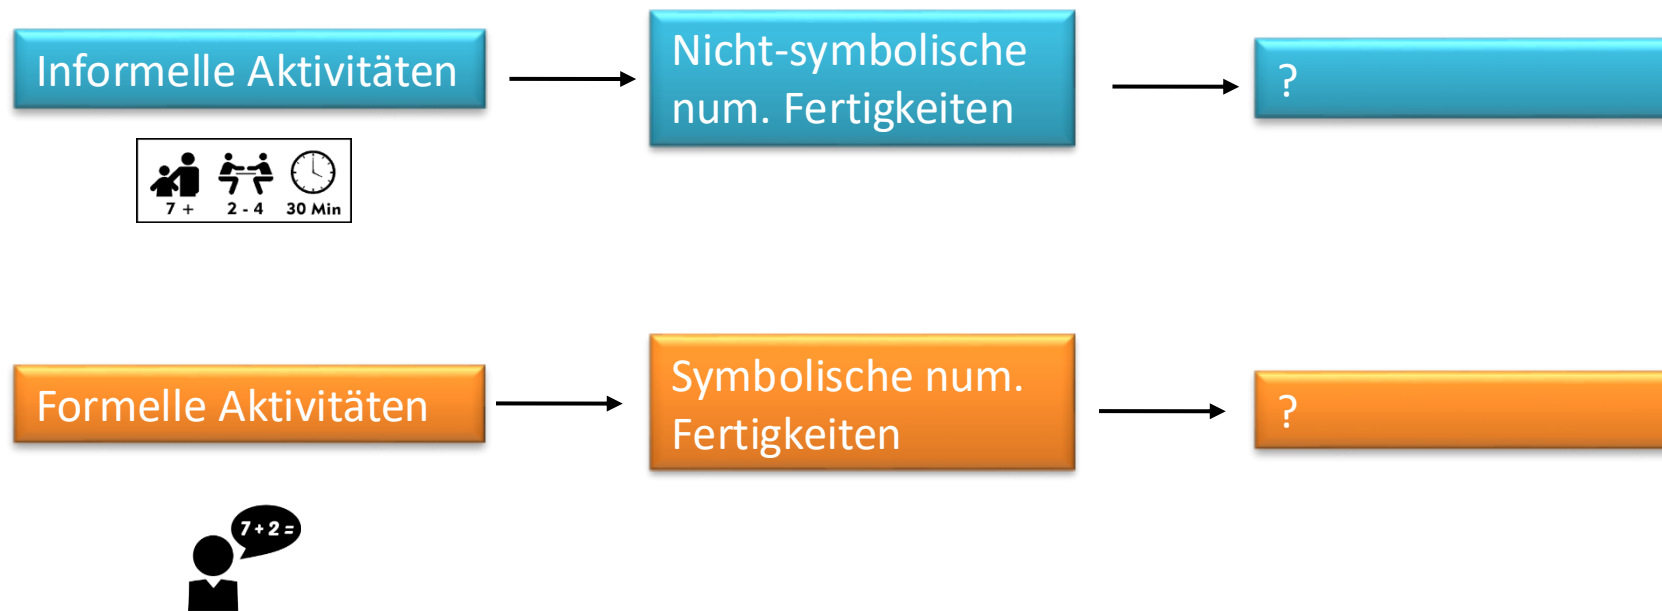 Informelle Aktivitäten
Nicht-symbolische
num. Fertigkeiten
?
7 + 2 - 4 30 Min
Formelle Aktivitäten
Symbolische num.
Fertigkeiten
?
7 + 2 =